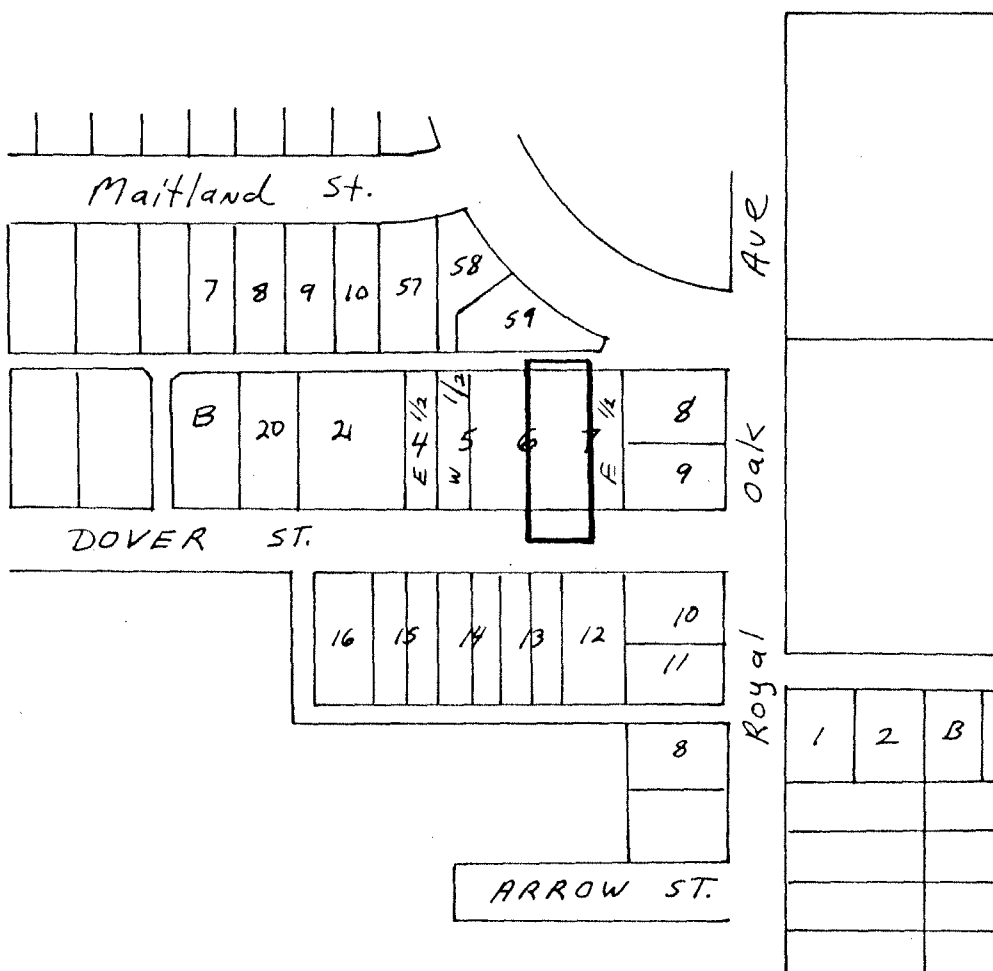 Maitland St.
7 8 9 10 57 58
59
Royal Oak Ave
B 20 21 E 1/2 4 W 1/2 5 6 7 E 1/2 8
9
DOVER ST.
16 15 14 13 12 10
11
8
1 2 B
ARROW ST.